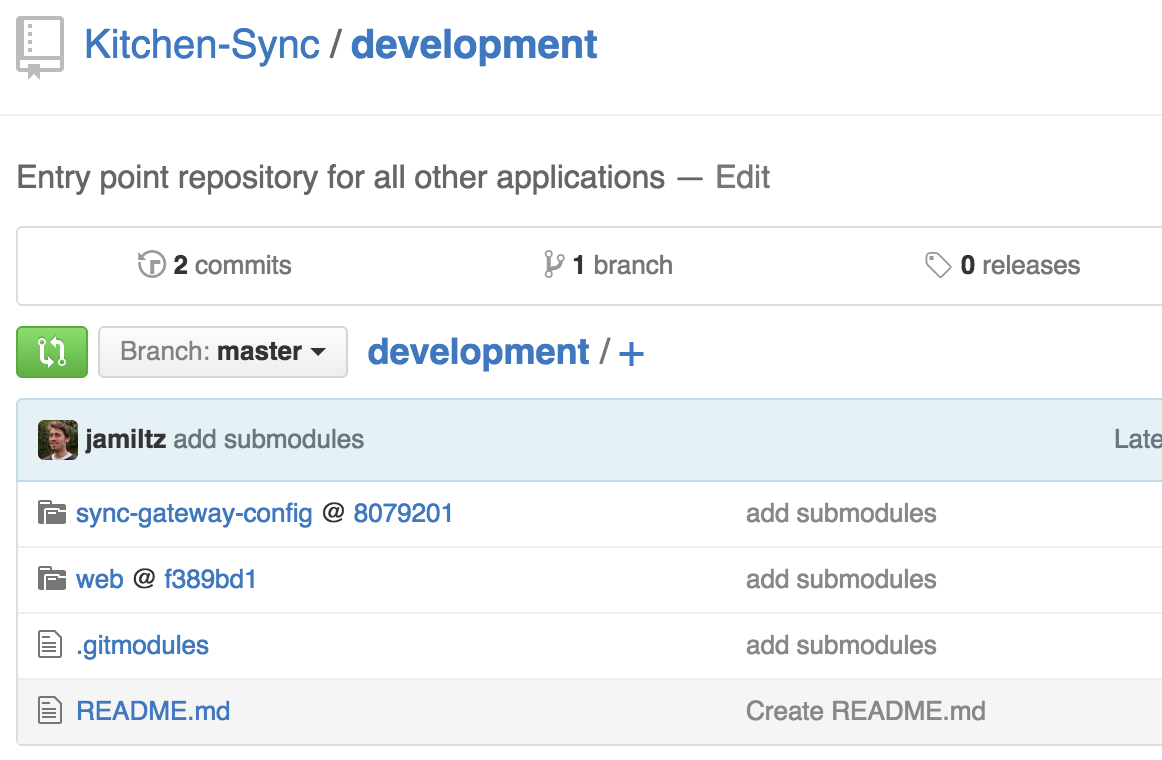 Kitchen-Sync / development
Entry point repository for all other applications — Edit
2 commits 1 branch 0 releases
Branch: master development / +
jamiltz add submodules Late
sync-gateway-config @ 8079201 add submodules
web @ f389bd1 add submodules
.gitmodules add submodules
README.md Create README.md